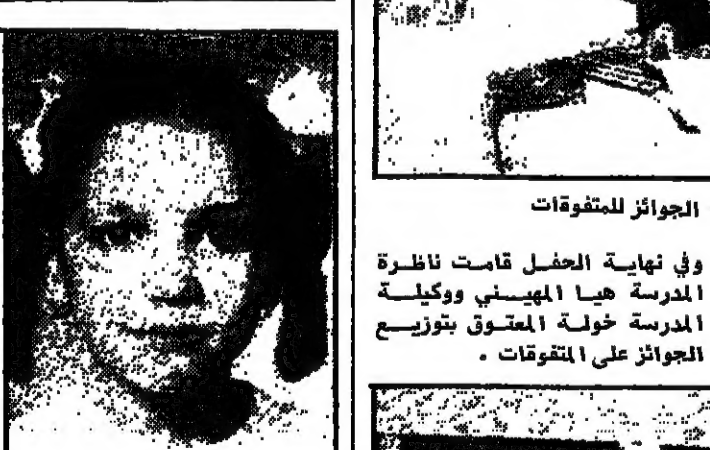 الجوائز للمتفوقات
وفي نهاية الحفل قامت ناظرة
المدرسة هيا المهيني ووكيلة
المدرسة خولة المعتوق بتوزيع
الجوائز على المتفوقات .